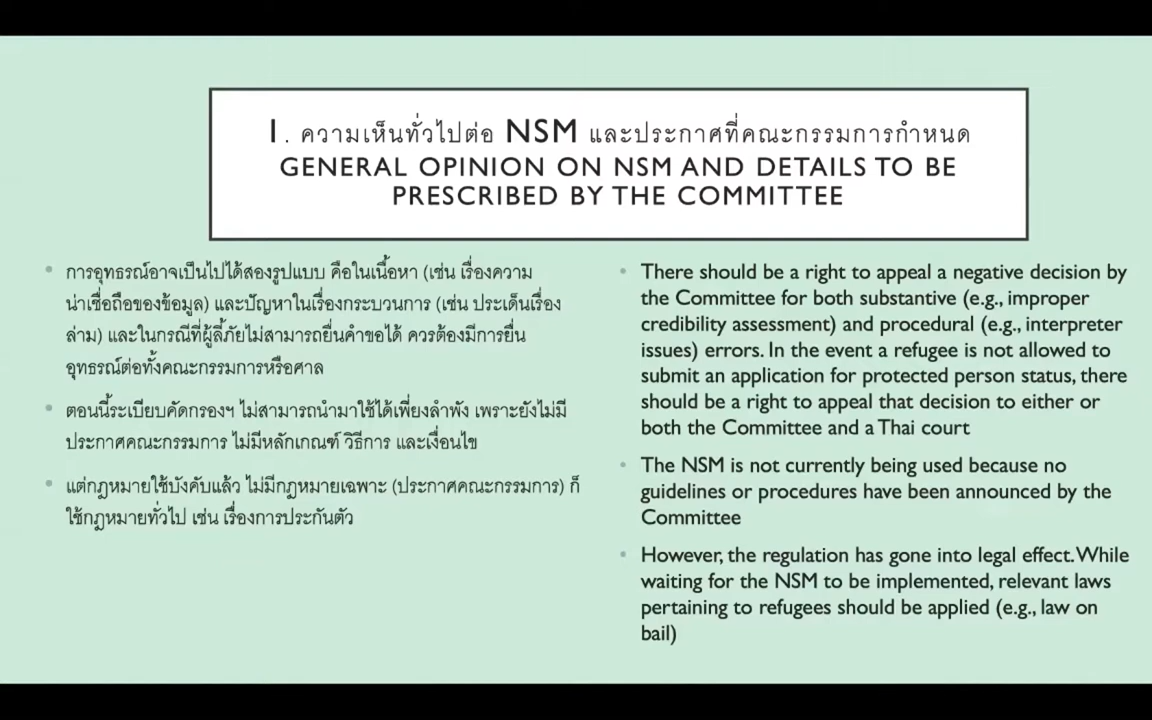 1. ความเห็นทั่วไปต่อ NSM และประกาศที่คณะกรรมการกำหนด
GENERAL OPINION ON NSM AND DETAILS TO BE
PRESCRIBED BY THE COMMITTEE
• การอุทธรณ์อาจเป็นไปได้สองรูปแบบ คือในเนื้อหา (เช่น เรื่องความ
น่าเชื่อถือของข้อมูล) และปัญหาในเรื่องกระบวนการ (เช่น ประเด็นเรื่อง
ล่าม) และในกรณีที่ผู้ลี้ภัยไม่สามารถยื่นคำขอได้ ควรต้องมีการยื่น
อุทธรณ์ต่อทั้งคณะกรรมการหรือศาล
• ตอนนี้ระเบียบคัดกรองฯ ไม่สามารถนำมาใช้ได้เพียงลำพัง เพราะยังไม่มี
ประกาศคณะกรรมการ ไม่มีหลักเกณฑ์ วิธีการ และเงื่อนไข
• แต่กฎหมายใช้บังคับแล้ว ไม่มีกฎหมายเฉพาะ (ประกาศคณะกรรมการ) ก็
ใช้กฎหมายทั่วไป เช่น เรื่องการประกันตัว
• There should be a right to appeal a negative decision by
the Committee for both substantive (e.g., improper
credibility assessment) and procedural (e.g., interpreter
issues) errors. In the event a refugee is not allowed to
submit an application for protected person status, there
should be a right to appeal that decision to either or
both the Committee and a Thai court
• The NSM is not currently being used because no
guidelines or procedures have been announced by the
Committee
• However, the regulation has gone into legal effect. While
waiting for the NSM to be implemented, relevant laws
pertaining to refugees should be applied (e.g., law on
bail)